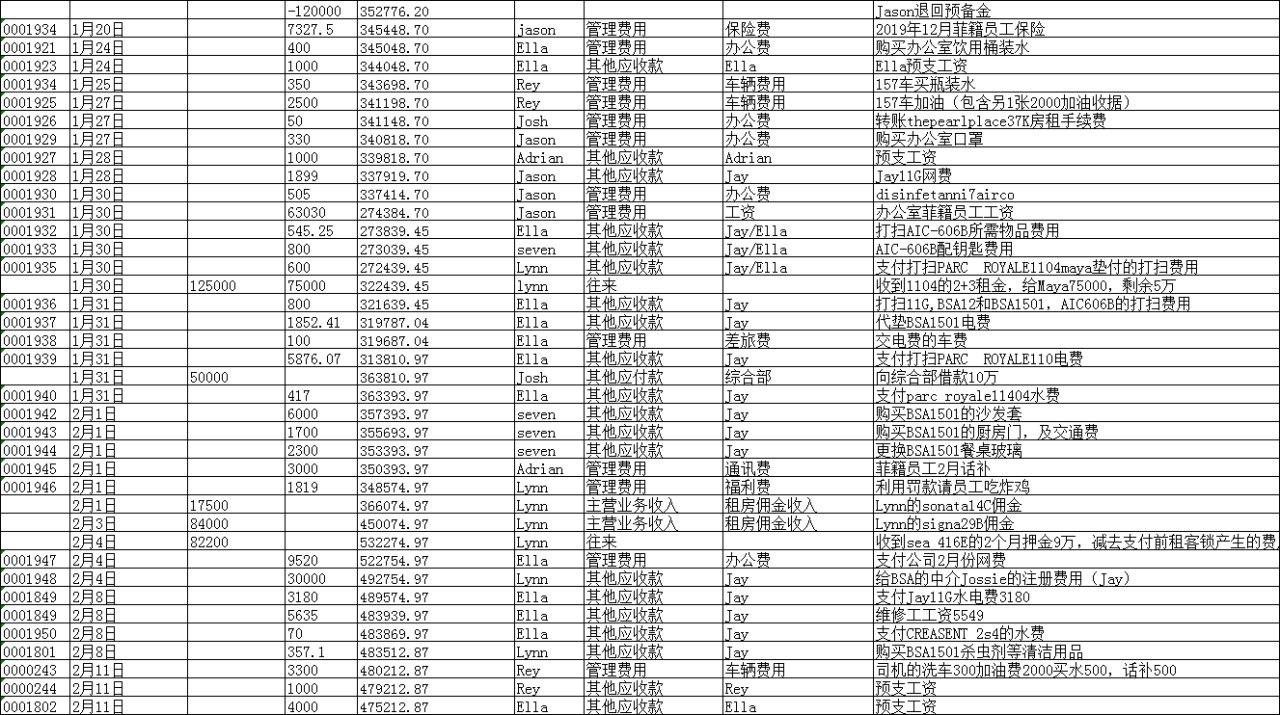 -120000 352776.20 Jason退回预备金
0001934 1月20日 7327.5 345448.70 jason 管理费用 保险费 2019年12月菲籍员工保险
0001921 1月24日 400 345048.70 Ella 管理费用 办公费 购买办公室饮用桶装水
0001923 1月24日 1000 344048.70 Ella 其他应收款 Ella Ella预支工资
0001934 1月25日 350 343698.70 Rey 管理费用 车辆费用 157车买瓶装水
0001925 1月27日 2500 341198.70 Rey 管理费用 车辆费用 157车加油（包含另1张2000加油收据）
0001926 1月27日 50 341148.70 Josh 管理费用 办公费 转账thepearlplace37K房租手续费
0001929 1月27日 330 340818.70 Jason 管理费用 办公费 购买办公室口罩
0001927 1月28日 1000 339818.70 Adrian 其他应收款 Adrian 预支工资
0001928 1月28日 1899 337919.70 Jason 其他应收款 Jay Jay11G网费
0001930 1月30日 505 337414.70 Jason 管理费用 办公费 disinfetanni7airco
0001931 1月30日 63030 274384.70 Jason 管理费用 工资 办公室菲籍员工工资
0001932 1月30日 545.25 273839.45 Ella 其他应收款 Jay/Ella 打扫AIC-606B所需物品费用
0001933 1月30日 800 273039.45 seven 其他应收款 Jay/Ella AIC-606B配钥匙费用
0001935 1月30日 600 272439.45 Lynn 其他应收款 Jay/Ella 支付打扫PARC ROYALE1104maya垫付的打扫费用
1月30日 125000 75000 322439.45 lynn 往来 收到1104的2+3租金，给Maya75000，剩余5万
0001936 1月31日 800 321639.45 Ella 其他应收款 Jay 打扫11G,BSA12和BSA1501，AIC606B的打扫费用
0001937 1月31日 1852.41 319787.04 Ella 其他应收款 Jay 代垫BSA1501电费
0001938 1月31日 100 319687.04 Ella 管理费用 差旅费 交电费的车费
0001939 1月31日 5876.07 313810.97 Ella 其他应收款 Jay 支付打扫PARC ROYALE110电费
1月31日 50000 363810.97 Josh 其他应付款 综合部 向综合部借款10万
0001940 1月31日 417 363393.97 Ella 其他应收款 Jay 支付parc royale11404水费
0001942 2月1日 6000 357393.97 seven 其他应收款 Jay 购买BSA1501的沙发套
0001943 2月1日 1700 355693.97 seven 其他应收款 Jay 购买BSA1501的厨房门，及交通费
0001944 2月1日 2300 353393.97 seven 其他应收款 Jay 更换BSA1501餐桌玻璃
0001945 2月1日 3000 350393.97 Adrian 管理费用 通讯费 菲籍员工2月话补
0001946 2月1日 1819 348574.97 Lynn 管理费用 福利费 利用罚款请员工吃炸鸡
2月1日 17500 366074.97 Lynn 主营业务收入 租房佣金收入 Lynn的sonata14C佣金
2月3日 84000 450074.97 Lynn 主营业务收入 租房佣金收入 Lynn的signa29B佣金
2月4日 82200 532274.97 Lynn 往来 收到sea 416E的2个月押金9万，减去支付前租客锁产生的费
0001947 2月4日 9520 522754.97 Ella 管理费用 办公费 支付公司2月份网费
0001948 2月4日 30000 492754.97 Lynn 其他应收款 Jay 给BSA的中介Jossie的注册费用（Jay）
0001849 2月8日 3180 489574.97 Ella 其他应收款 Jay 支付Jay11G水电费3180
0001849 2月8日 5635 483939.97 Ella 其他应收款 Jay 维修工工资5549
0001950 2月8日 70 483869.97 Ella 其他应收款 Jay 支付CREASENT 2s4的水费
0001801 2月8日 357.1 483512.87 Lynn 其他应收款 Jay 购买BSA1501杀虫剂等清洁用品
0000243 2月11日 3300 480212.87 Rey 管理费用 车辆费用 司机的洗车300加油费2000买水500，话补500
0000244 2月11日 1000 479212.87 Rey 其他应收款 Rey 预支工资
0001802 2月11日 4000 475212.87 Ella 其他应收款 Ella 预支工资